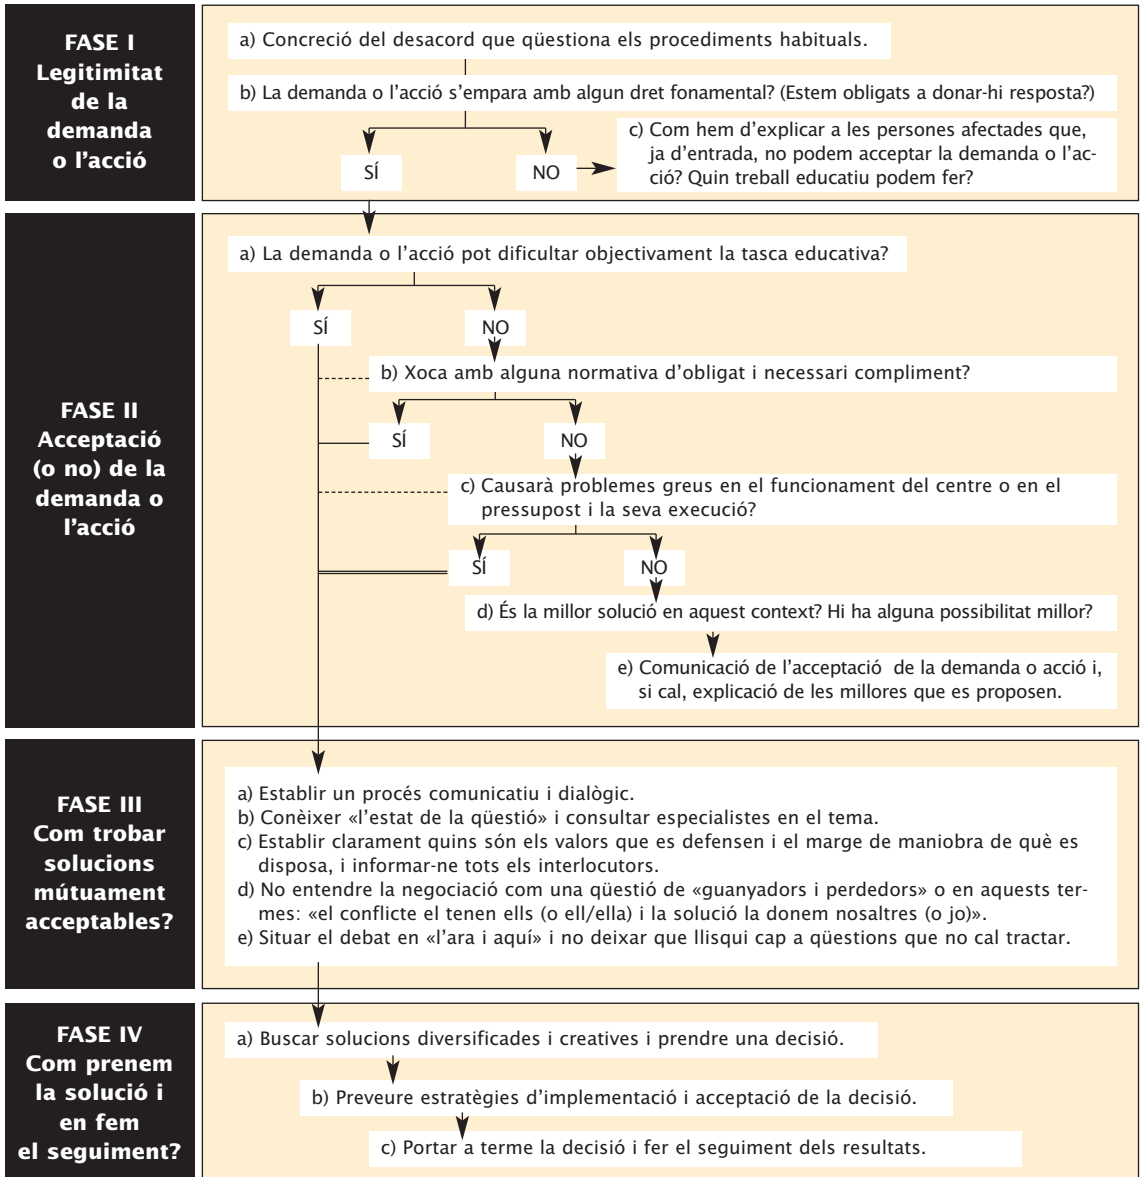 FASE I
Legitimitat
de la
demanda
o l’acció
a) Concreció del desacord que qüestiona els procediments habituals.
b) La demanda o l’acció s’empara amb algun dret fonamental? (Estem obligats a donar-hi resposta?)
SÍ
NO
c) Com hem d’explicar a les persones afectades que,
ja d’entrada, no podem acceptar la demanda o l’ac-
ció? Quin treball educatiu podem fer?
FASE II
Acceptació
(o no) de la
demanda o
l’acció
a) La demanda o l’acció pot dificultar objectivament la tasca educativa?
SÍ
NO
b) Xoca amb alguna normativa d’obligat i necessari compliment?
SÍ
NO
c) Causarà problemes greus en el funcionament del centre o en el
pressupost i la seva execució?
SÍ
NO
d) És la millor solució en aquest context? Hi ha alguna possibilitat millor?
e) Comunicació de l’acceptació de la demanda o acció i,
si cal, explicació de les millores que es proposen.
FASE III
Com trobar
solucions
mútuament
acceptables?
a) Establir un procés comunicatiu i dialògic.
b) Conèixer «l’estat de la qüestió» i consultar especialistes en el tema.
c) Establir clarament quins són els valors que es defensen i el marge de maniobra de què es
disposa, i informar-ne tots els interlocutors.
d) No entendre la negociació com una qüestió de «guanyadors i perdedors» o en aquests ter-
mes: «el conflicte el tenen ells (o ell/ella) i la solució la donem nosaltres (o jo)».
e) Situar el debat en «l’ara i aquí» i no deixar que llisqui cap a qüestions que no cal tractar.
FASE IV
Com prenem
la solució i
en fem
el seguiment?
a) Buscar solucions diversificades i creatives i prendre una decisió.
b) Preveure estratègies d’implementació i acceptació de la decisió.
c) Portar a terme la decisió i fer el seguiment dels resultats.